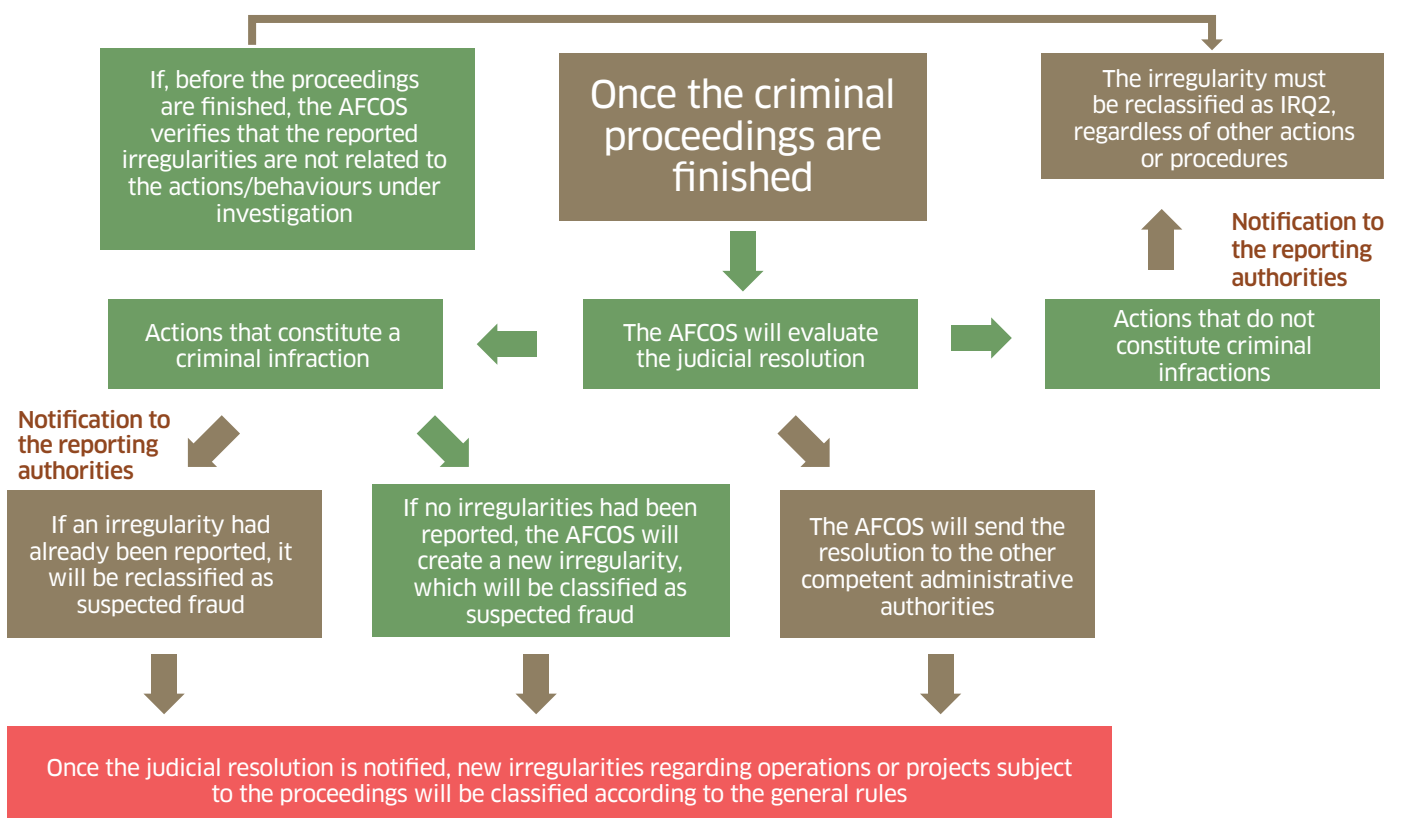 If, before the proceedings
are finished, the AFCOS
verifies that the reported
irregularities are not related to
the actions/behaviours under
investigation
Once the criminal
proceedings are
finished
The irregularity must
be reclassified as IRQ2,
regardless of other actions
or procedures
Notification to
the reporting
authorities
Actions that constitute a
criminal infraction
The AFCOS will evaluate
the judicial resolution
Actions that do not
constitute criminal
infractions
Notification to
the reporting
authorities
If an irregularity had
already been reported, it
will be reclassified as
suspected fraud
If no irregularities had been
reported, the AFCOS will
create a new irregularity,
which will be classified as
suspected fraud
The AFCOS will send the
resolution to the other
competent administrative
authorities
Once the judicial resolution is notified, new irregularities regarding operations or projects subject
to the proceedings will be classified according to the general rules